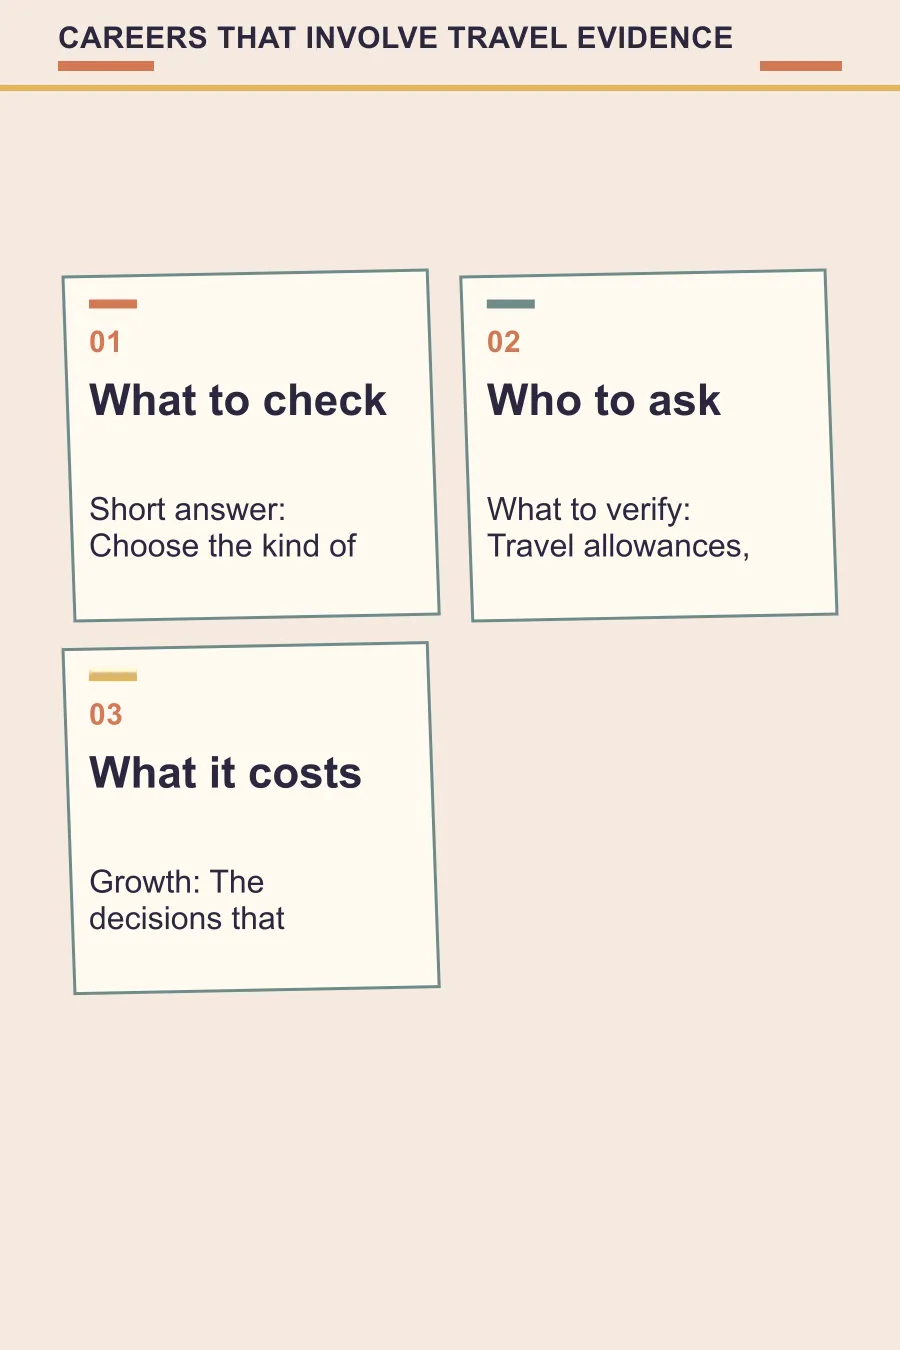 CAREERS THAT INVOLVE TRAVEL EVIDENCE
01
What to check
Short answer:
Choose the kind of
02
Who to ask
What to verify:
Travel allowances,
03
What it costs
Growth: The
decisions that